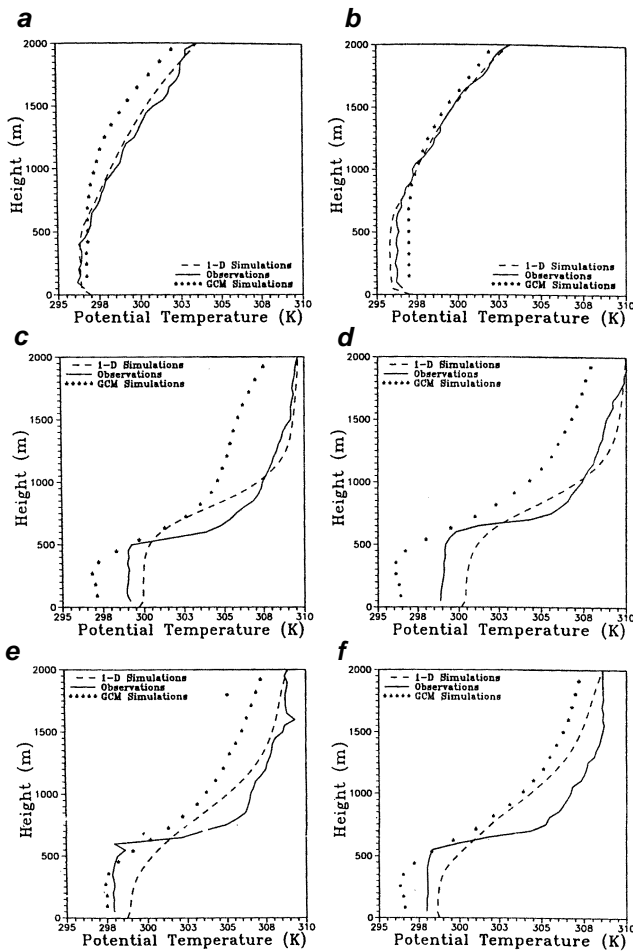 a
2000
1500
1000
500
0
Height (m)
1-D Simulations
Observations
GCM Simulations
295 298 300 303 305 308 310
Potential Temperature (K)
b
2000
1500
1000
500
0
Height (m)
1-D Simulations
Observations
GCM Simulations
295 298 300 303 305 308 310
Potential Temperature (K)
c
2000
1500
1000
500
0
Height (m)
1-D Simulations
Observations
GCM Simulations
295 298 300 303 305 308 310
Potential Temperature (K)
d
2000
1500
1000
500
0
Height (m)
1-D Simulations
Observations
GCM Simulations
295 298 300 303 305 308 310
Potential Temperature (K)
e
2000
1500
1000
500
0
Height (m)
1-D Simulations
Observations
GCM Simulations
295 298 300 303 305 308 310
Potential Temperature (K)
f
2000
1500
1000
500
0
Height (m)
1-D Simulations
Observations
GCM Simulations
295 298 300 303 305 308 310
Potential Temperature (K)